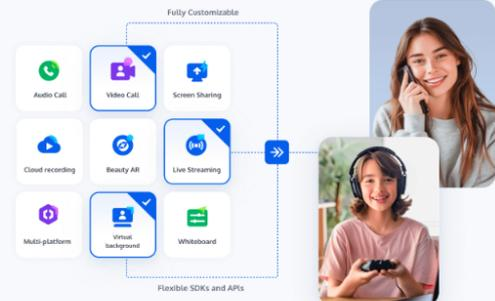 Fully Customizable
Audio Call
Video Call
Screen Sharing
Cloud recording
Beauty AR
Live Streaming
Multi-platform
Virtual
background
Whiteboard
Flexible SDKs and APIs